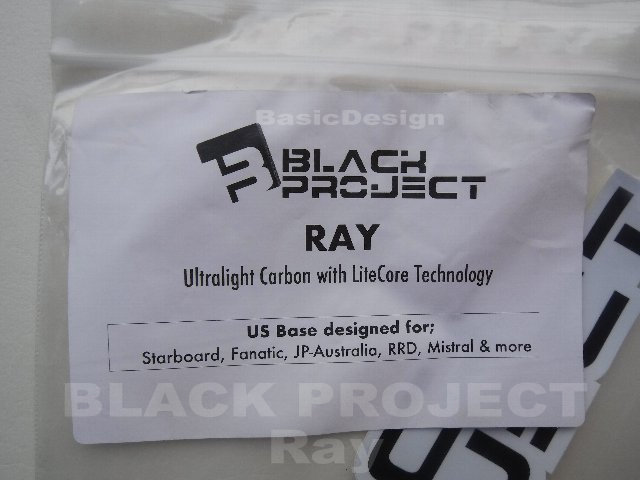 BasicDesign
BLACK
PROJECT
RAY
Ultralight Carbon with LiteCore Technology
US Base designed for;
Starboard, Fanatic, JP-Australia, RRD, Mistral & more
BLACK PROJECT
Ray